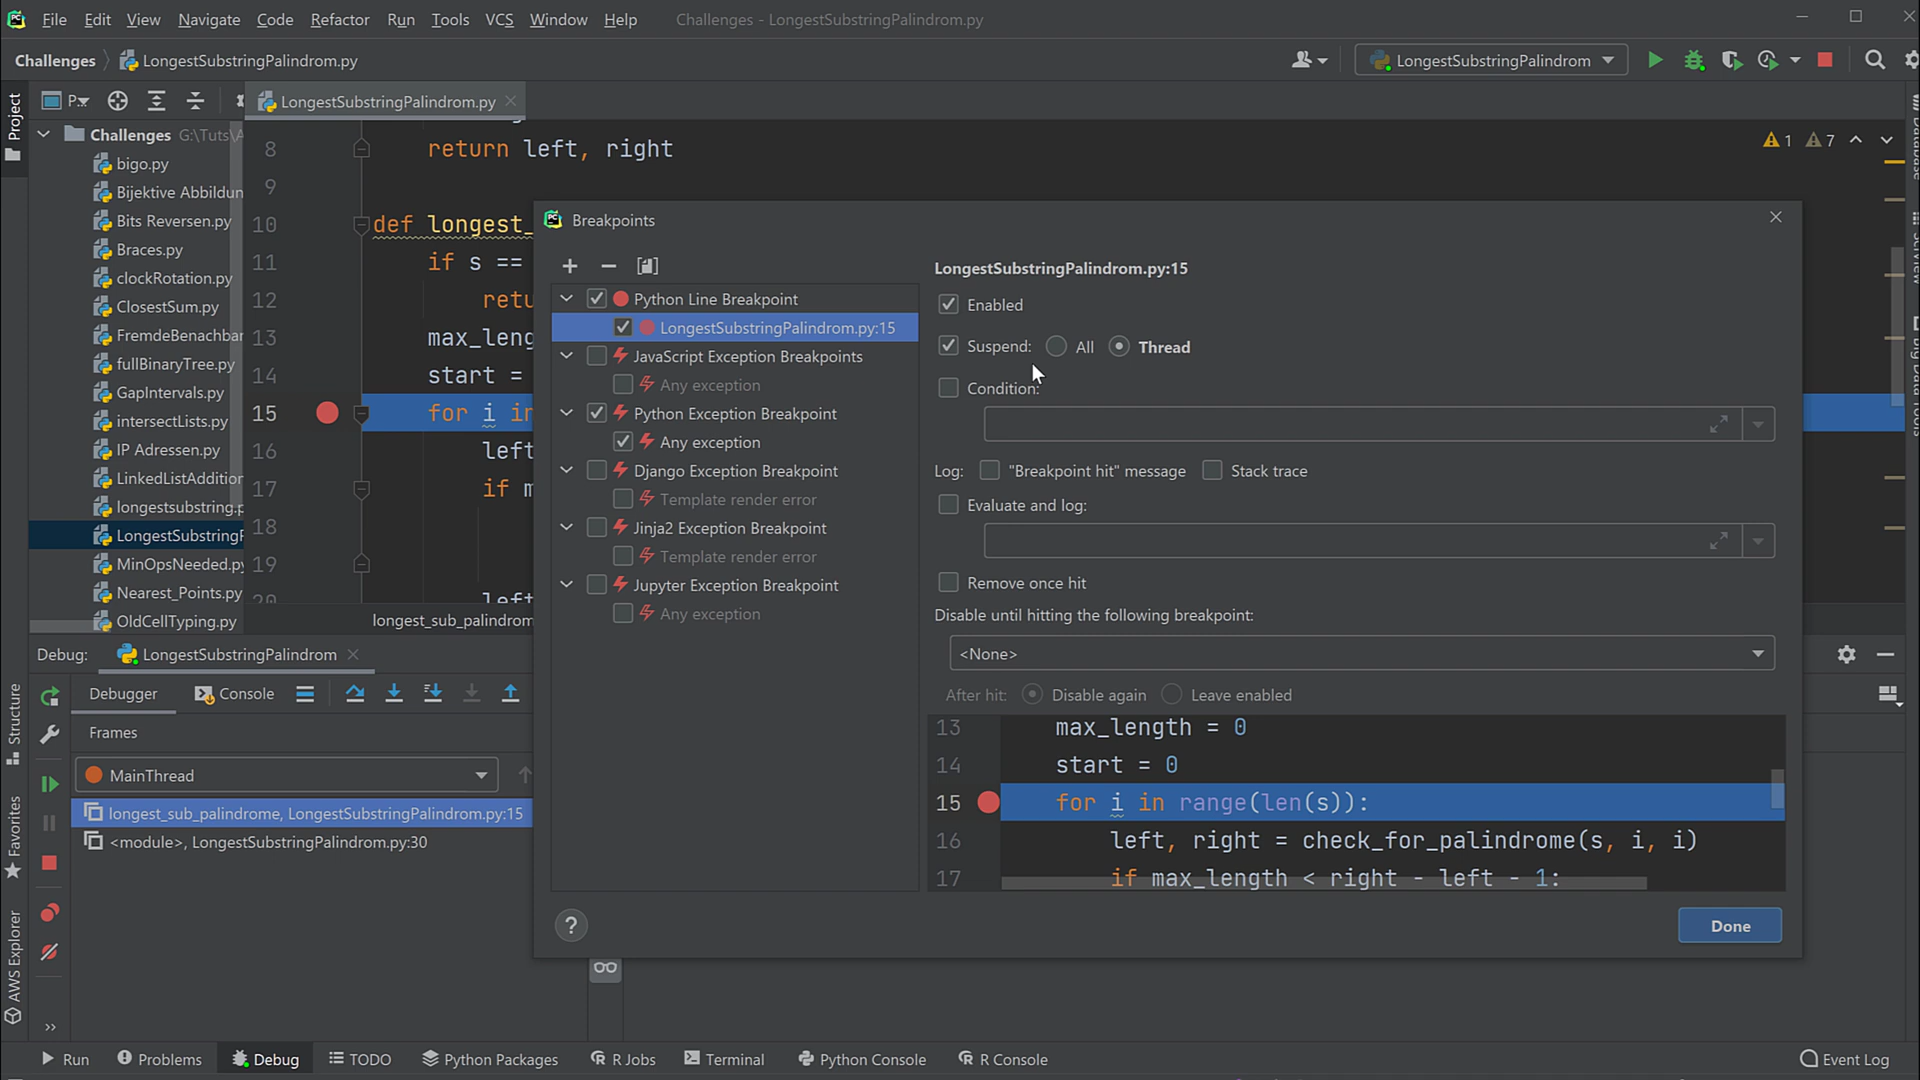 File Edit View Navigate Code Refactor Run Tools VCS Window Help Challenges - LongestSubstringPalindrom.py
Challenges LongestSubstringPalindrom.py LongestSubstringPalindrom
Project
P LongestSubstringPalindrom.py
Challenges G:\Tuts\A
bigo.py
Bijektive Abbildun
Bits Reversen.py
Braces.py
clockRotation.py
ClosestSum.py
FremdeBenachbar
fullBinaryTree.py
GapIntervals.py
intersectLists.py
IP Adressen.py
LinkedListAddition
longestsubstring.p
LongestSubstringP
MinOpsNeeded.py
Nearest_Points.py
OldCellTyping.py
1 7
8 return left, right
9
10 def longest_
11 if s ==
12 retu
13 max_leng
14 start =
15 for i in
16 left
17 if m
18
19
20 left
longest_sub_palindrom
Database
SciView
Big Data Tools
Breakpoints
Python Line Breakpoint
LongestSubstringPalindrom.py:15
JavaScript Exception Breakpoints
Any exception
Python Exception Breakpoint
Any exception
Django Exception Breakpoint
Template render error
Jinja2 Exception Breakpoint
Template render error
Jupyter Exception Breakpoint
Any exception
LongestSubstringPalindrom.py:15
Enabled
Suspend: All Thread
Condition:
Log: "Breakpoint hit" message Stack trace
Evaluate and log:
Remove once hit
Disable until hitting the following breakpoint:
<None>
After hit: Disable again Leave enabled
13 max_length = 0
14 start = 0
15 for i in range(len(s)):
16 left, right = check_for_palindrome(s, i, i)
17 if max_length < right - left - 1:
? Done
Debug: LongestSubstringPalindrom
Debugger Console
Frames
MainThread
longest_sub_palindrome, LongestSubstringPalindrom.py:15
<module>, LongestSubstringPalindrom.py:30
Structure
Favorites
AWS Explorer
Run Problems Debug TODO Python Packages R Jobs Terminal Python Console R Console Event Log